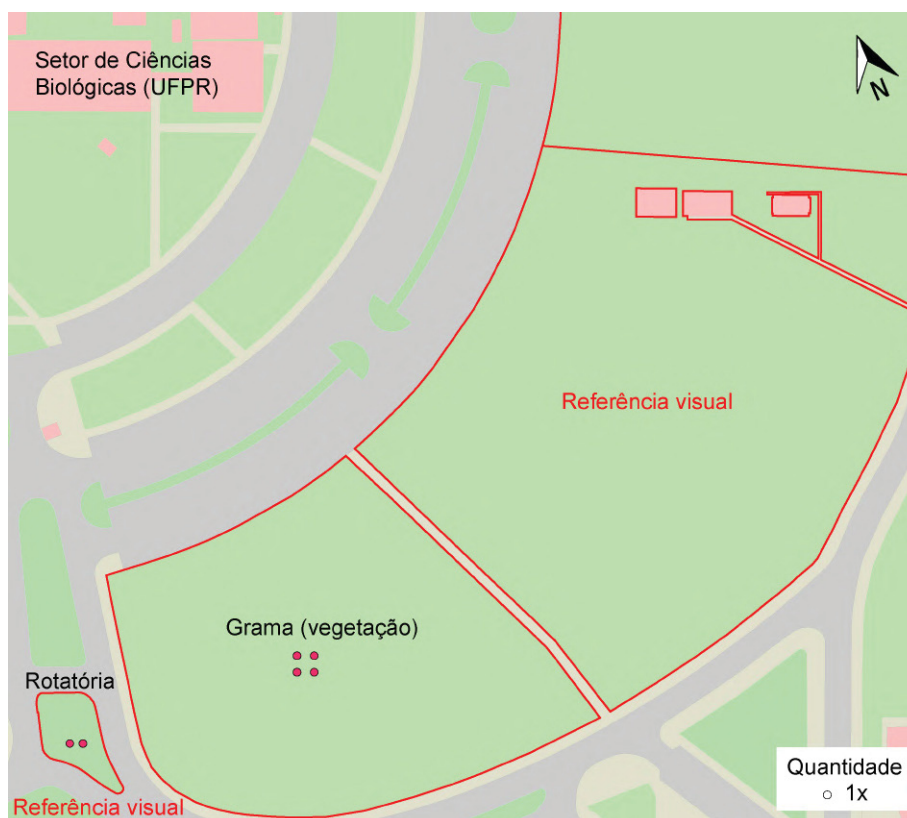 Setor de Ciências
Biológicas (UFPR)
N
Referência visual
Grama (vegetação)
Rotatória
Referência visual
Quantidade
1x